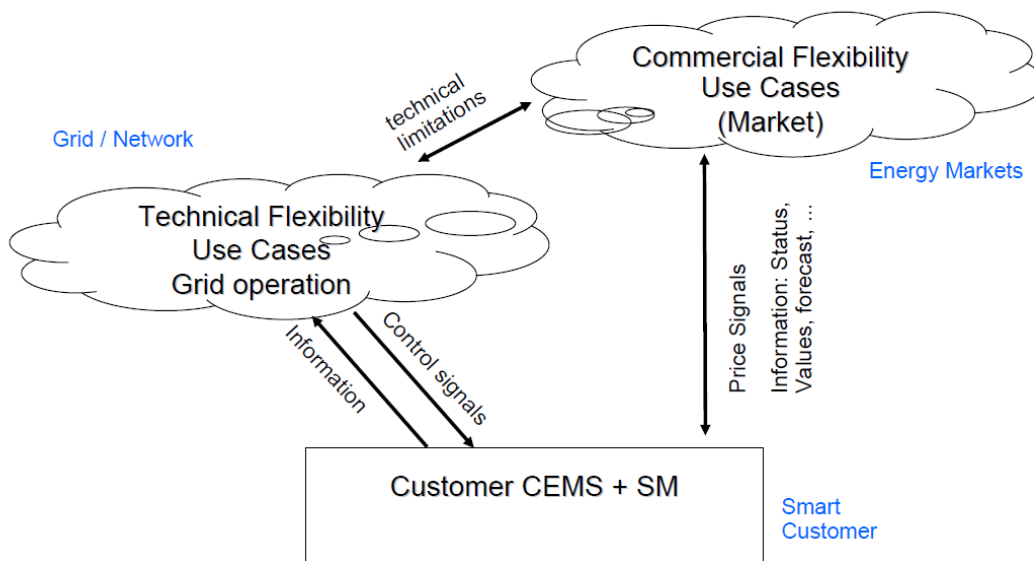 Commercial Flexibility
Use Cases
(Market)
technical
limitations
Grid / Network
Energy Markets
Technical Flexibility
Use Cases
Grid operation
Price Signals
Information: Status,
Values, forecast, ...
Information
Control signals
Customer CEMS + SM
Smart
Customer